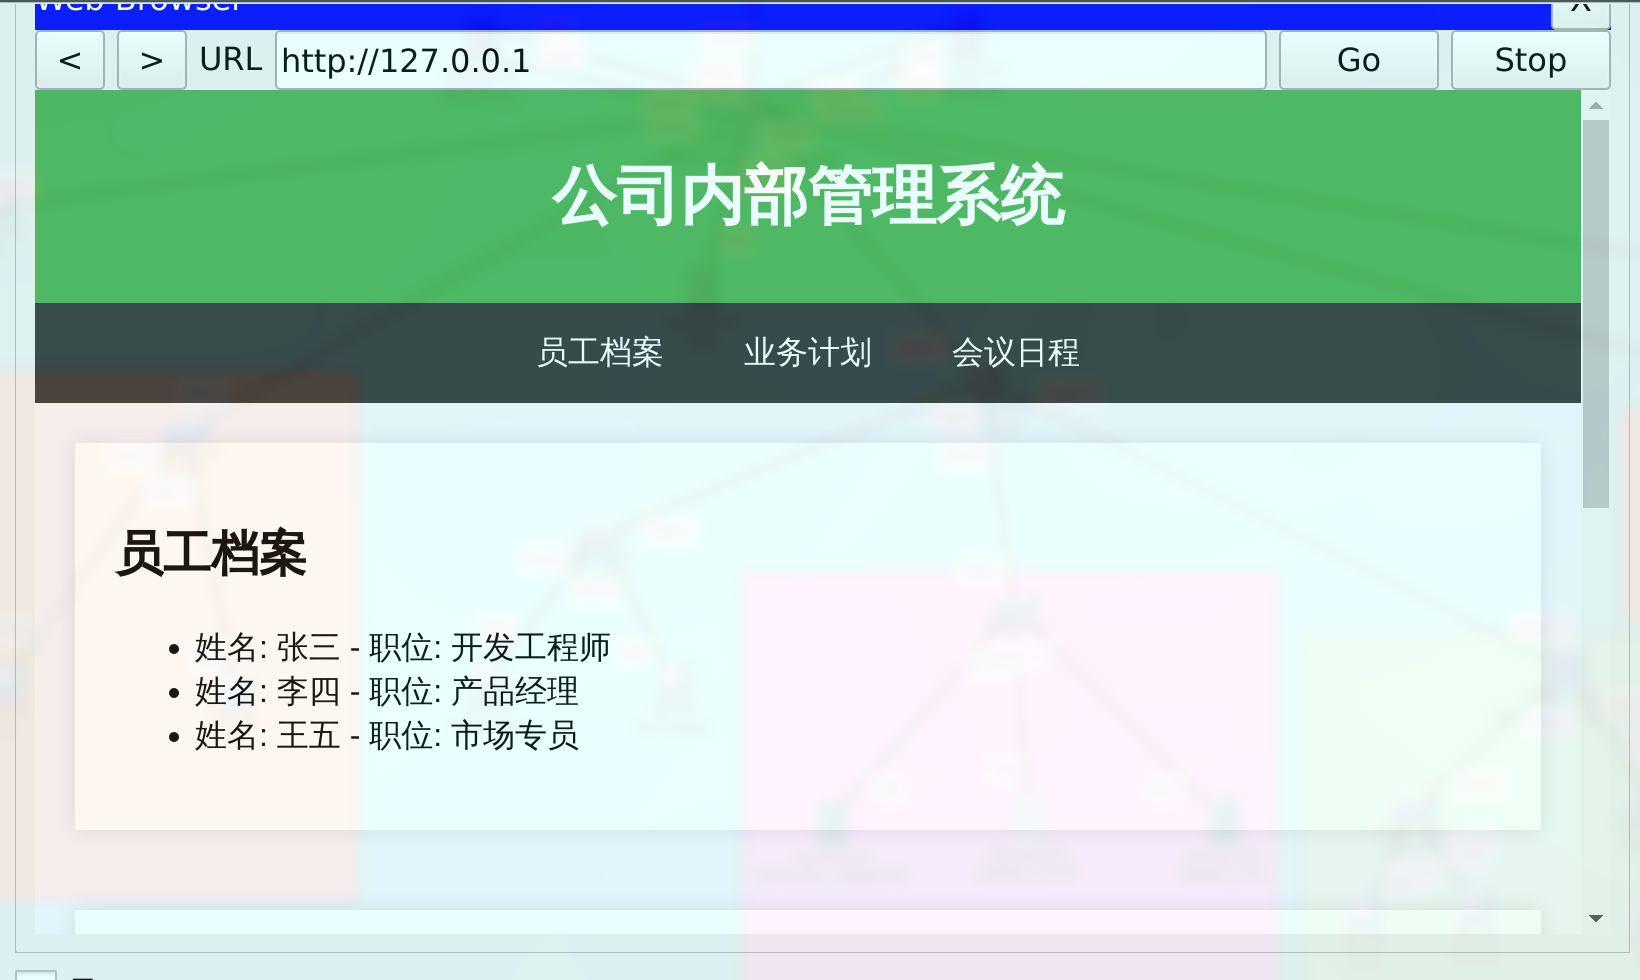 Web Browser X
< > URL http://127.0.0.1 Go Stop
公司内部管理系统
员工档案 业务计划 会议日程
员工档案
• 姓名: 张三 - 职位: 开发工程师
• 姓名: 李四 - 职位: 产品经理
• 姓名: 王五 - 职位: 市场专员